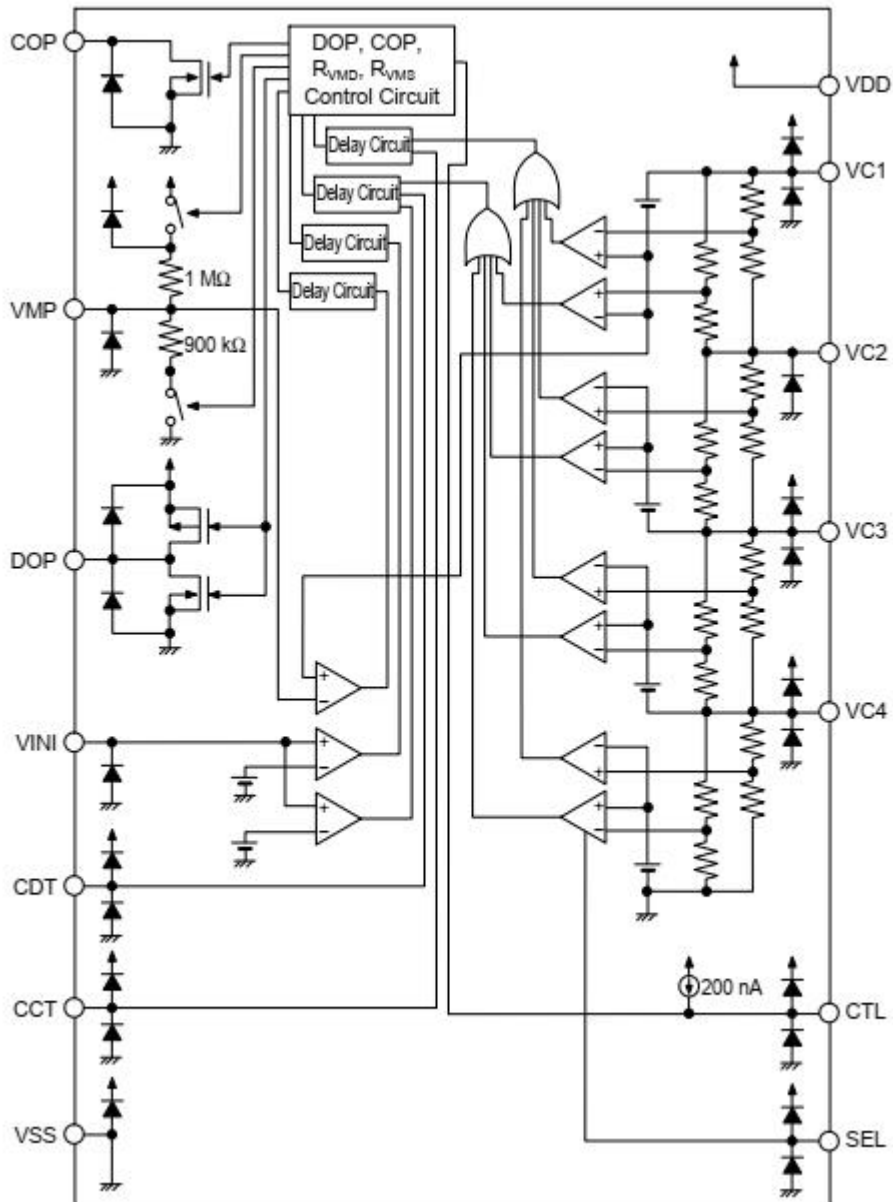 COP
DOP, COP,
RVMD, RVMS
Control Circuit
VDD
Delay Circuit
VC1
Delay Circuit
Delay Circuit
1 MΩ
Delay Circuit
VMP
900 kΩ
VC2
DOP
VC3
VC4
VINI
CDT
CCT
200 nA
CTL
VSS
SEL
- + + - - + + - - + + - - + + -
+ - + - + -